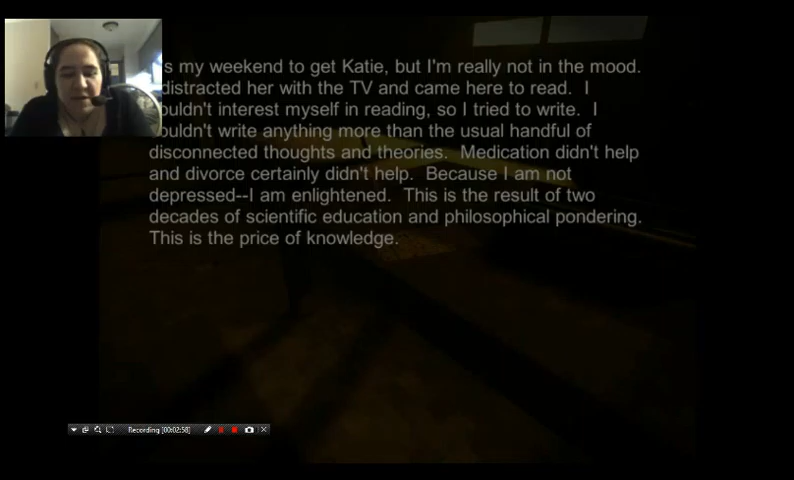 s my weekend to get Katie, but I'm really not in the mood.
distracted her with the TV and came here to read.  I
ouldn't interest myself in reading, so I tried to write.  I
ouldn't write anything more than the usual handful of
disconnected thoughts and theories.  Medication didn't help
and divorce certainly didn't help.  Because I am not
depressed--I am enlightened.  This is the result of two
decades of scientific education and philosophical pondering.
This is the price of knowledge.
Recording [00:02:58]